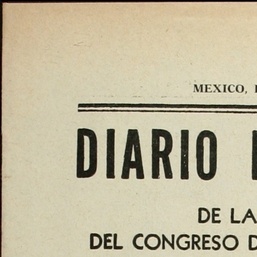 MEXICO,
DIARIO
DE LA
DEL CONGRESO